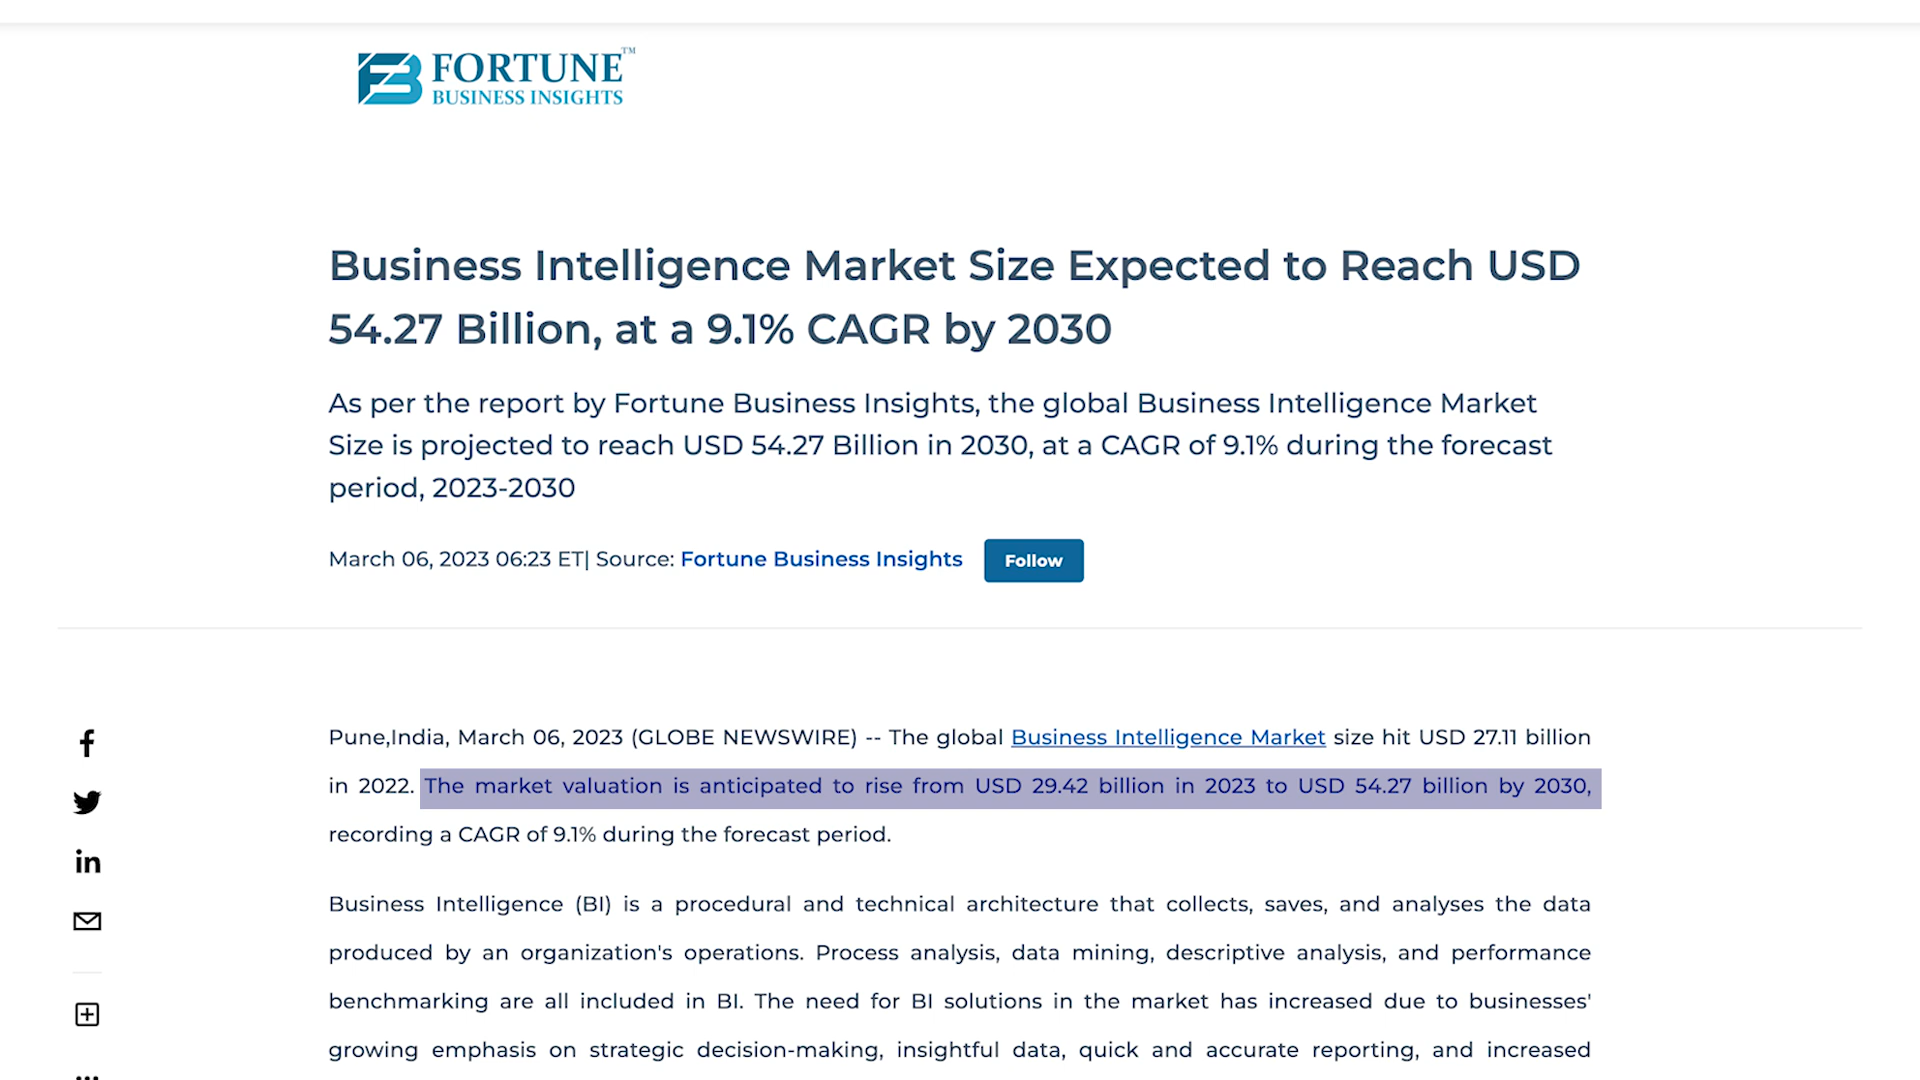 FORTUNE™
BUSINESS INSIGHTS
Business Intelligence Market Size Expected to Reach USD
54.27 Billion, at a 9.1% CAGR by 2030
As per the report by Fortune Business Insights, the global Business Intelligence Market
Size is projected to reach USD 54.27 Billion in 2030, at a CAGR of 9.1% during the forecast
period, 2023-2030
March 06, 2023 06:23 ET| Source: Fortune Business Insights Follow
Pune,India, March 06, 2023 (GLOBE NEWSWIRE) -- The global Business Intelligence Market size hit USD 27.11 billion
in 2022. The market valuation is anticipated to rise from USD 29.42 billion in 2023 to USD 54.27 billion by 2030,
recording a CAGR of 9.1% during the forecast period.
Business Intelligence (BI) is a procedural and technical architecture that collects, saves, and analyses the data
produced by an organization's operations. Process analysis, data mining, descriptive analysis, and performance
benchmarking are all included in BI. The need for BI solutions in the market has increased due to businesses'
growing emphasis on strategic decision-making, insightful data, quick and accurate reporting, and increased